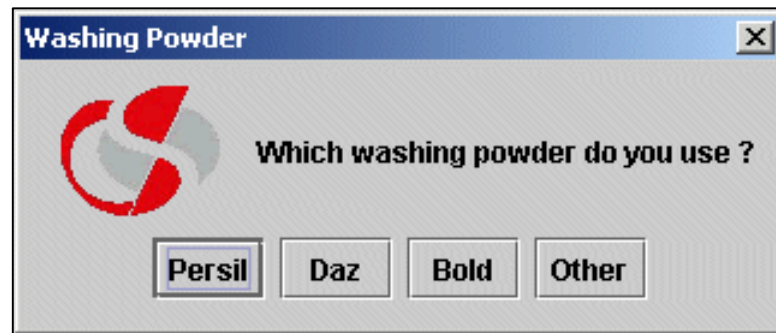 Washing Powder
Which washing powder do you use ?
Persil Daz Bold Other